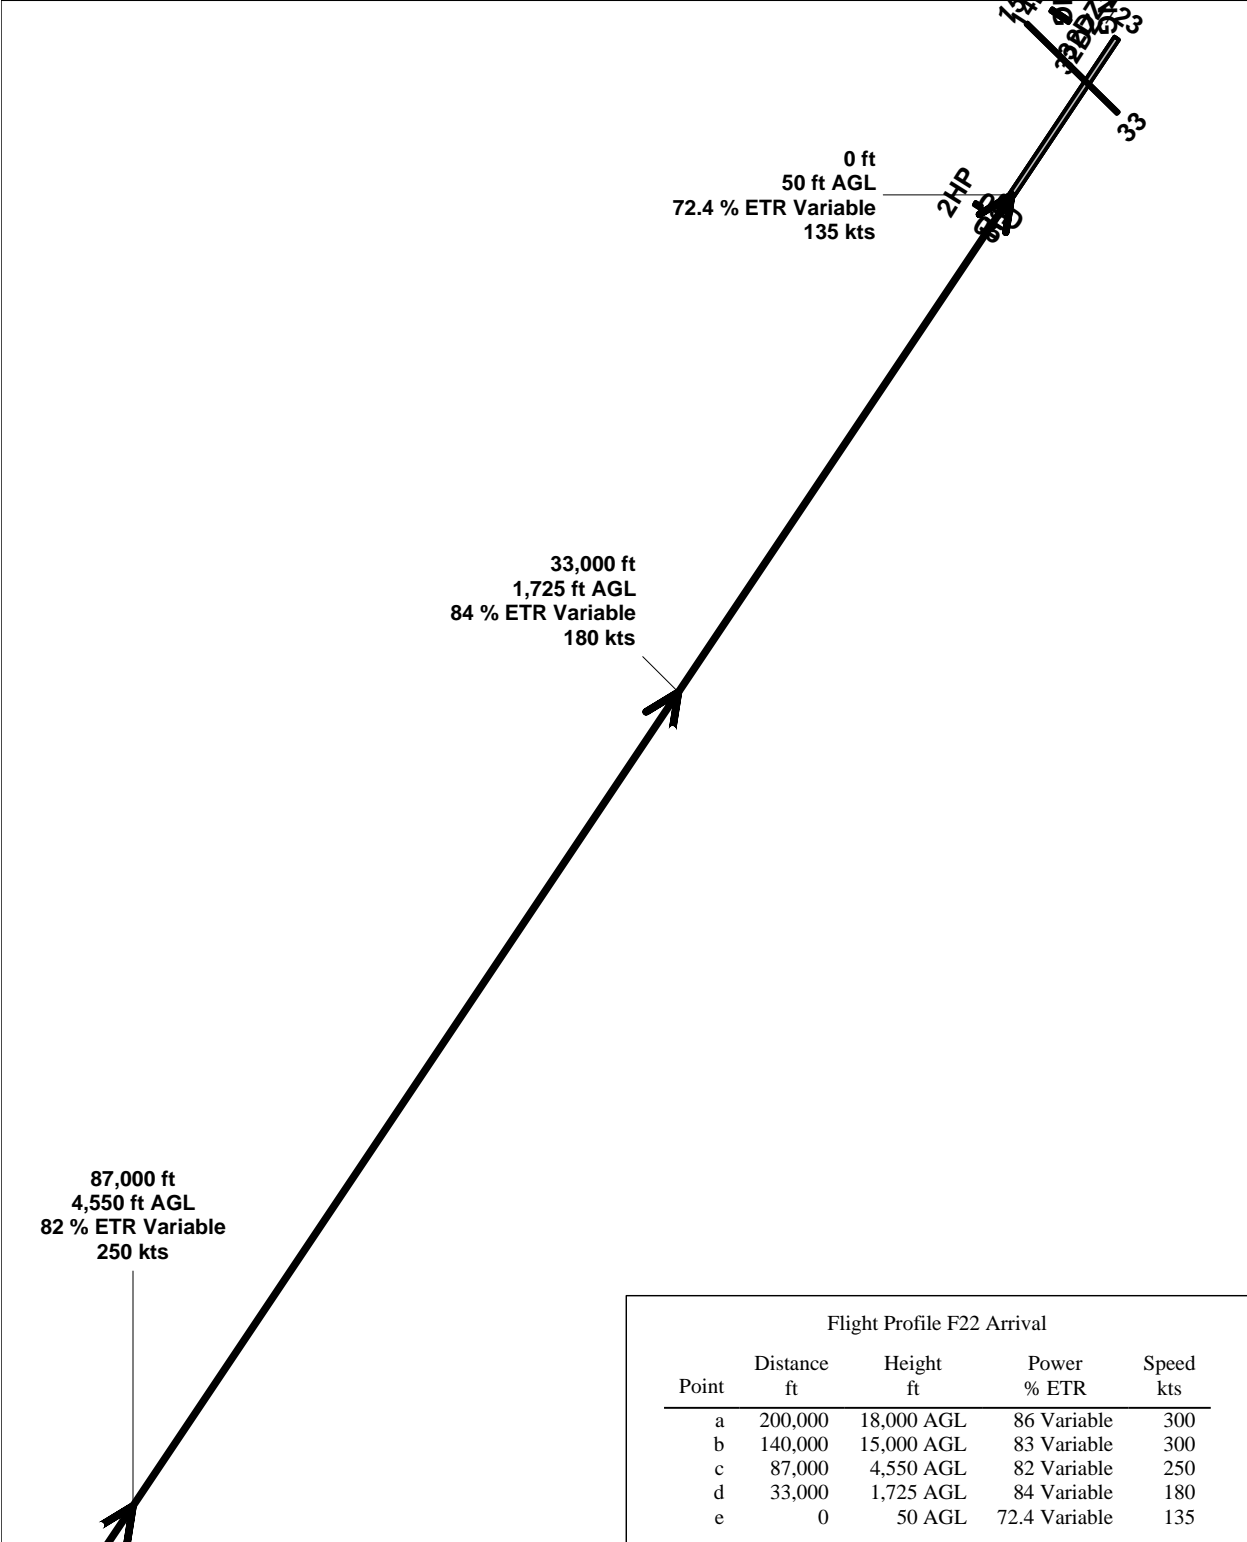 23
33
0 ft
50 ft AGL
72.4 % ETR Variable
135 kts
2HP
33,000 ft
1,725 ft AGL
84 % ETR Variable
180 kts
87,000 ft
4,550 ft AGL
82 % ETR Variable
250 kts
Flight Profile F22 Arrival
Distance Height Power Speed
Point ft ft % ETR kts
a 200,000 18,000 AGL 86 Variable 300
b 140,000 15,000 AGL 83 Variable 300
c 87,000 4,550 AGL 82 Variable 250
d 33,000 1,725 AGL 84 Variable 180
e 0 50 AGL 72.4 Variable 135